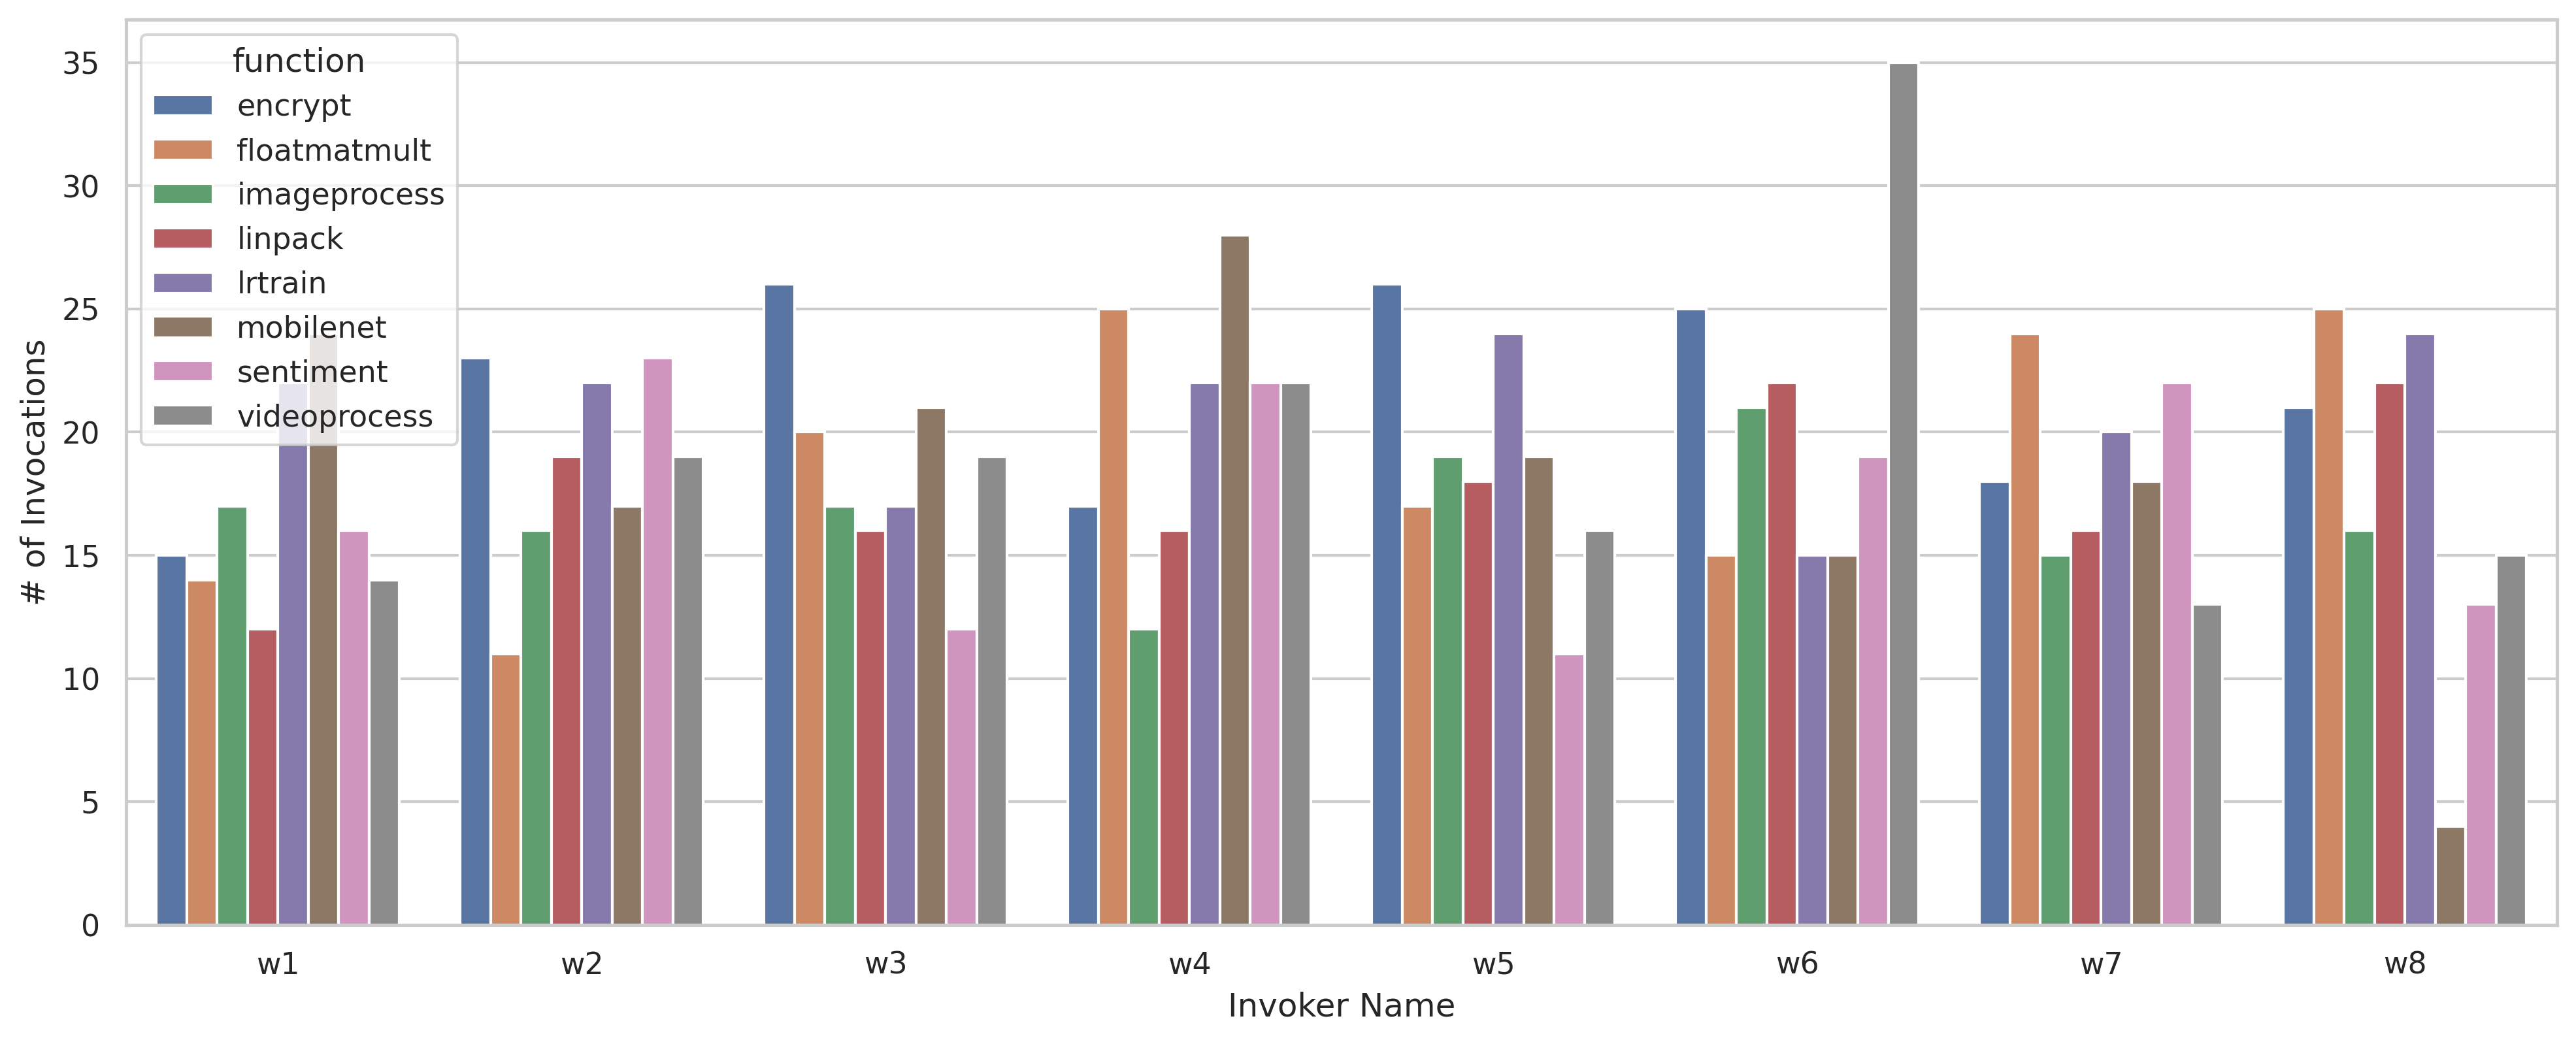 function
encrypt
floatmatmult
imageprocess
linpack
lrtrain
mobilenet
sentiment
videoprocess
# of Invocations
35
30
25
20
15
10
5
0
w1 w2 w3 w4 w5 w6 w7 w8
Invoker Name